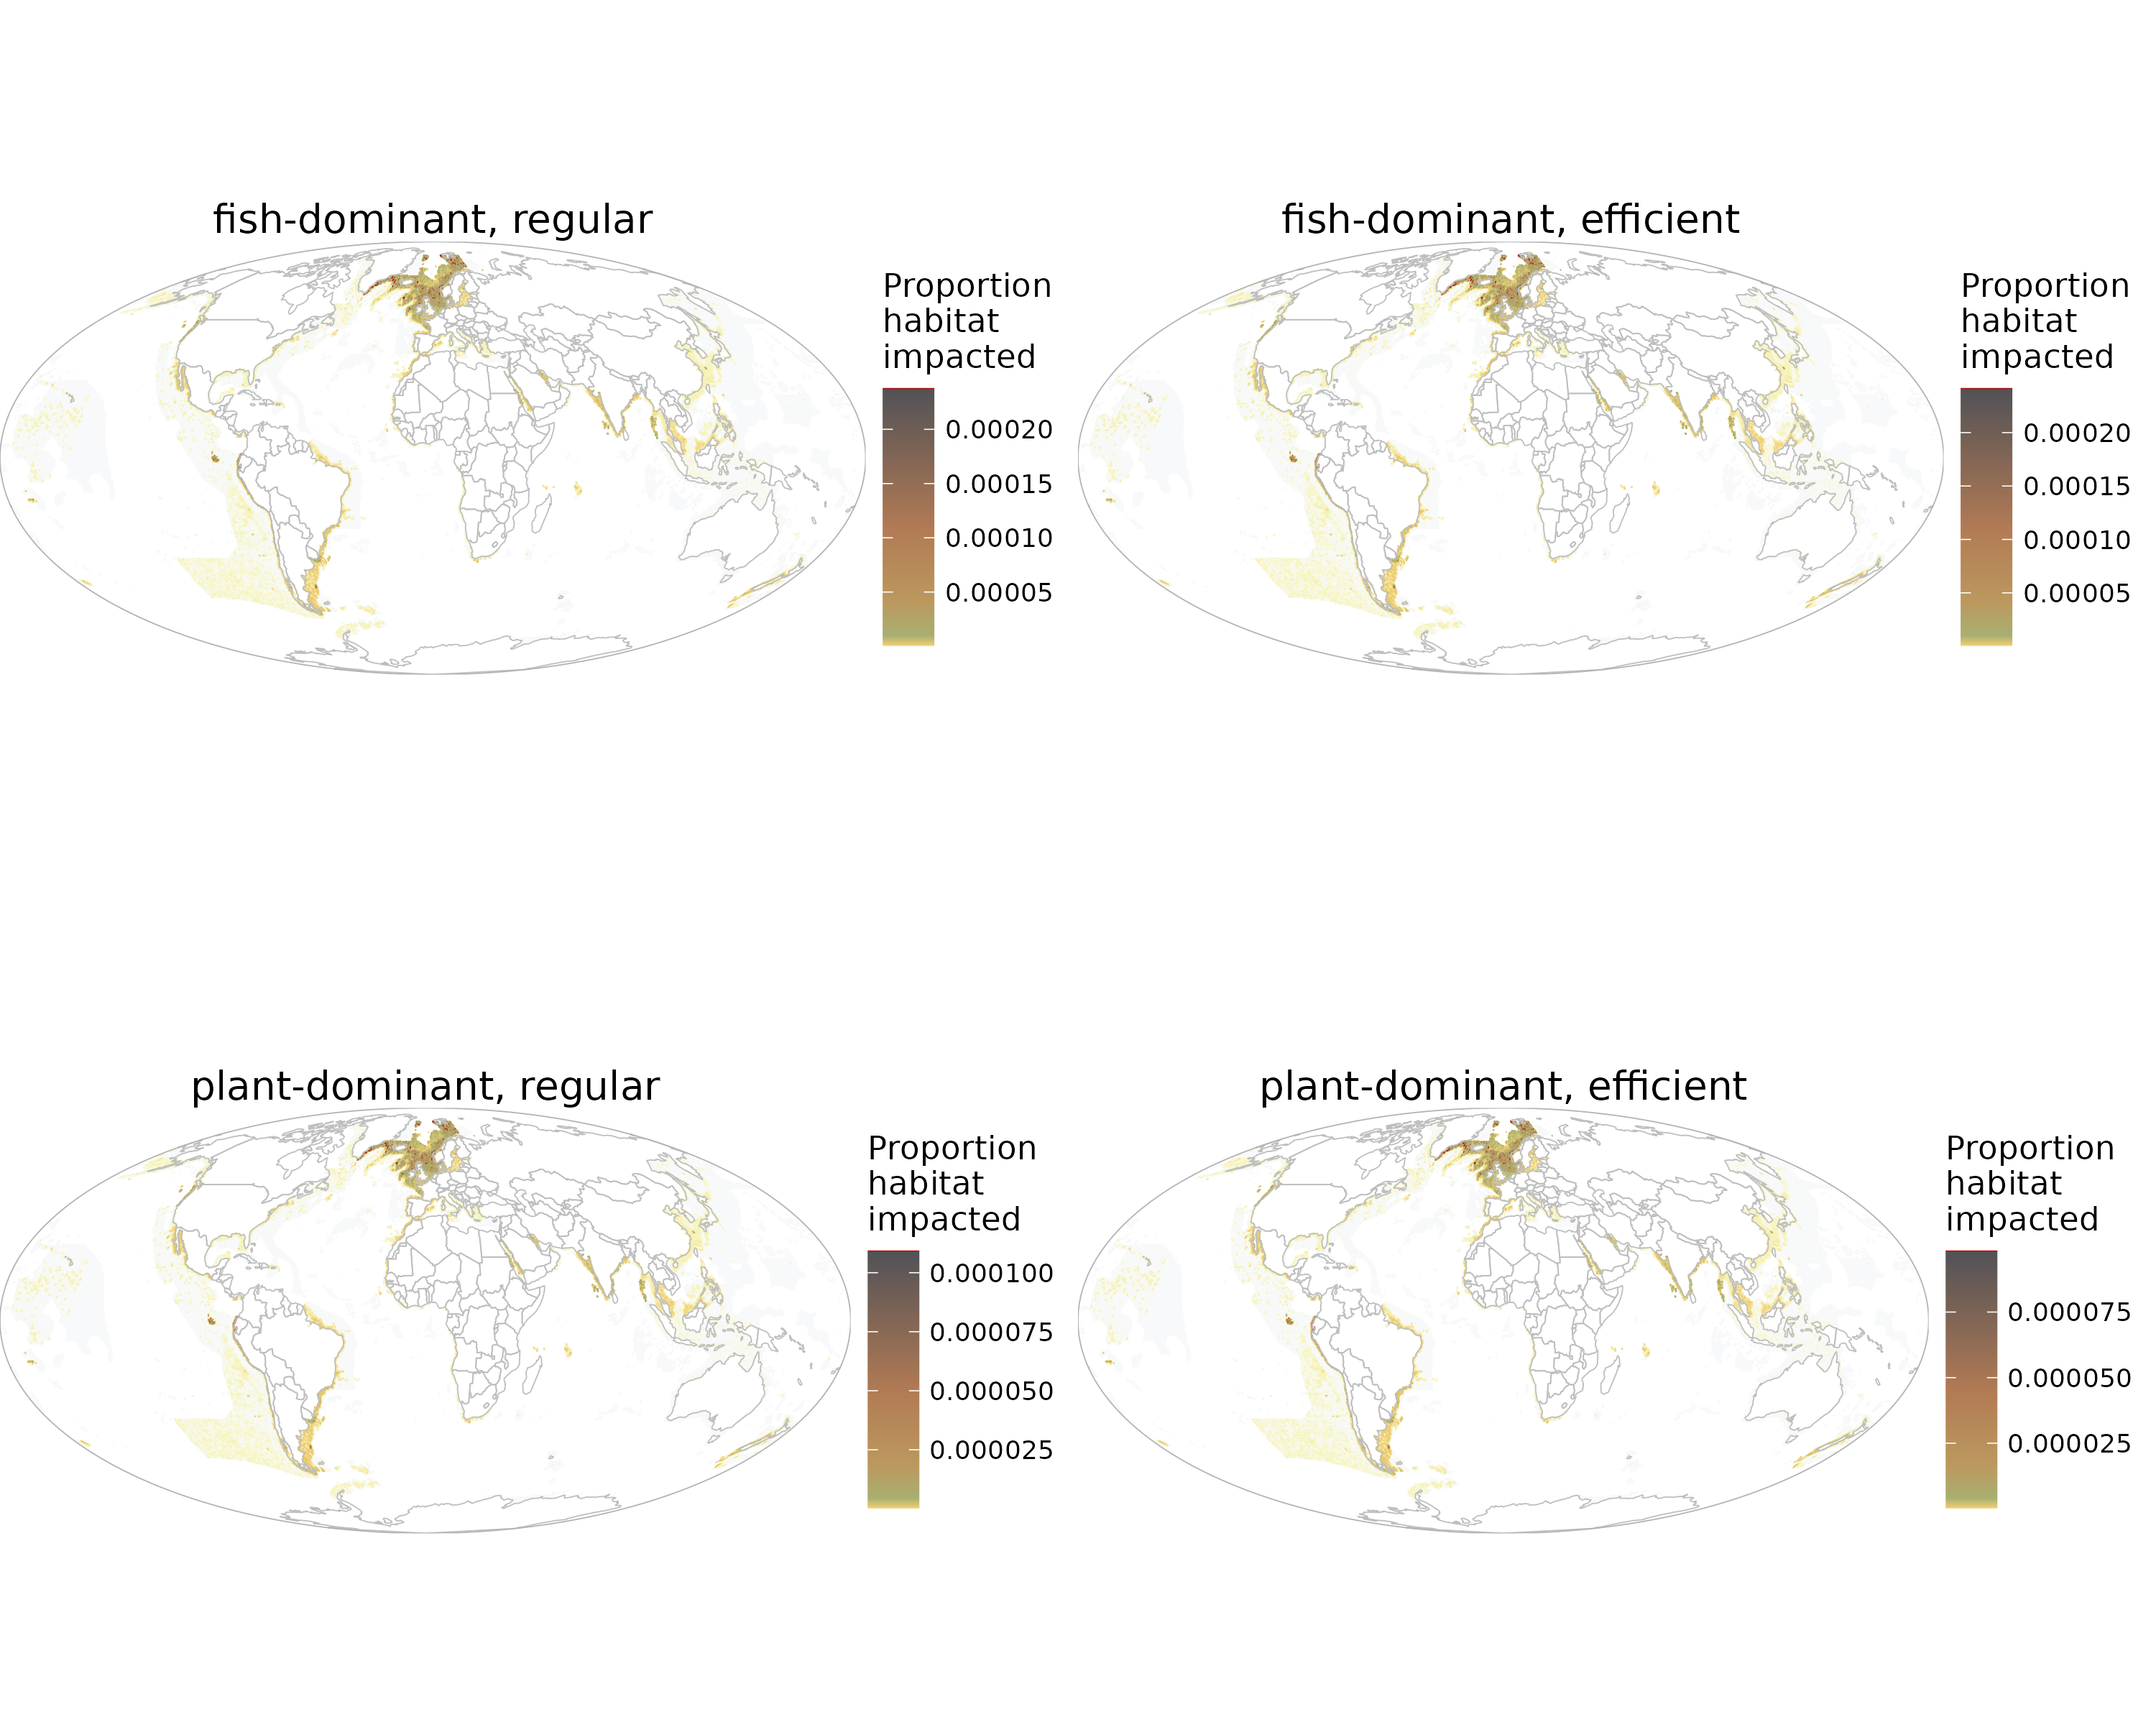 fish-dominant, regular
Proportion
habitat
impacted
0.00020
0.00015
0.00010
0.00005
fish-dominant, efficient
Proportion
habitat
impacted
0.00020
0.00015
0.00010
0.00005
plant-dominant, regular
Proportion
habitat
impacted
0.000100
0.000075
0.000050
0.000025
plant-dominant, efficient
Proportion
habitat
impacted
0.000075
0.000050
0.000025